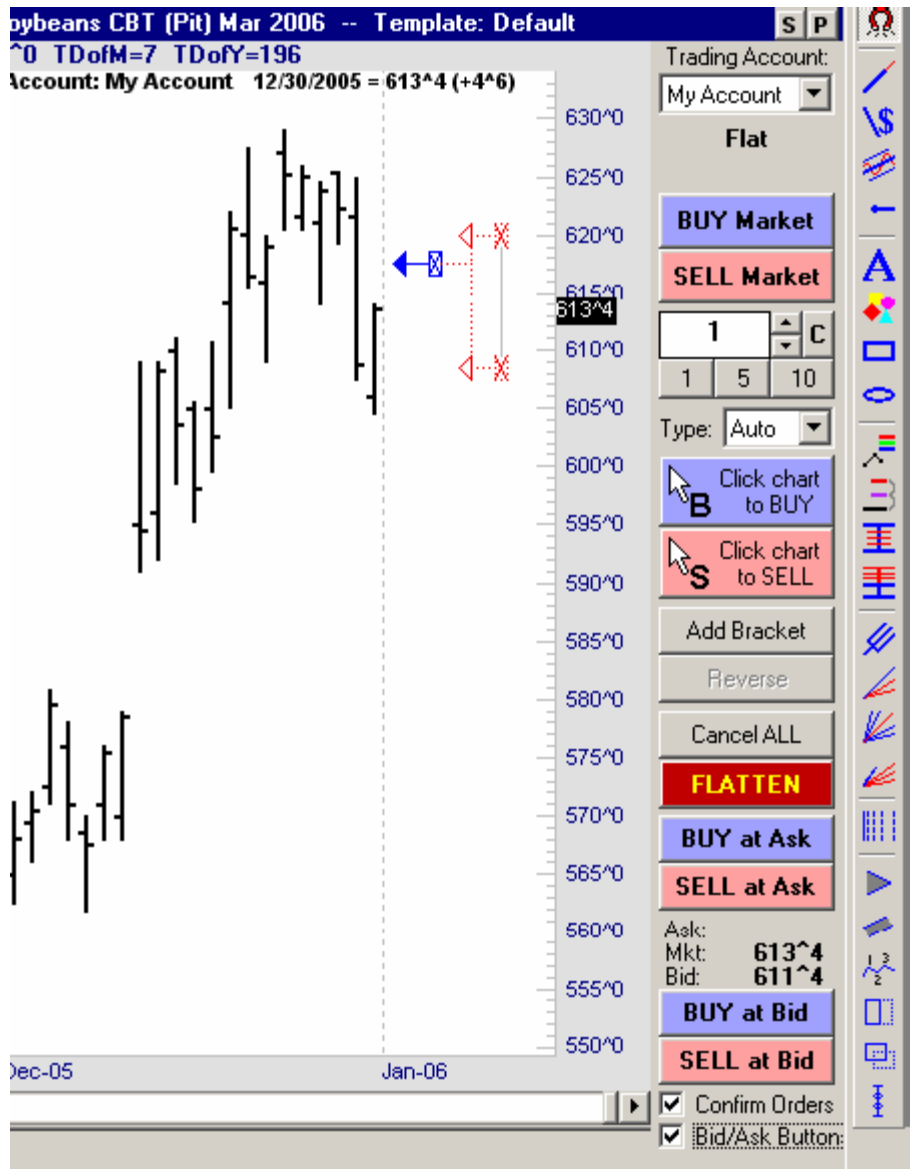 oybeans CBT (Pit) Mar 2006 -- Template: Default
S P
^0 TDofM=7 TDofY=196
Account: My Account 12/30/2005 = 613^4 (+4^6)
630^0
625^0
620^0
615^0
613^4
610^0
605^0
600^0
595^0
590^0
585^0
580^0
575^0
570^0
565^0
560^0
555^0
550^0
Dec-05 Jan-06
Trading Account:
My Account
Flat
BUY Market
SELL Market
1 C
1 5 10
Type: Auto
B Click chart
to BUY
S Click chart
to SELL
Add Bracket
Reverse
Cancel ALL
FLATTEN
BUY at Ask
SELL at Ask
Ask:
Mkt: 613^4
Bid: 611^4
BUY at Bid
SELL at Bid
Confirm Orders
Bid/Ask Button
\$
A
1 3
2